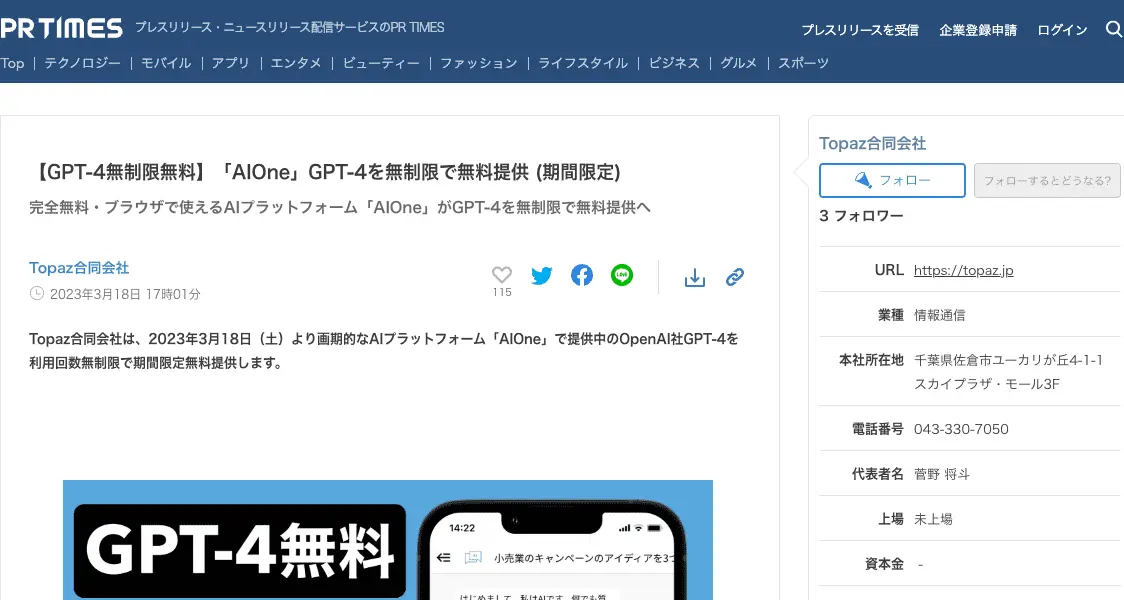 PR TIMES プレスリリース・ニュースリリース配信サービスのPR TIMES
プレスリリースを受信 企業登録申請 ログイン
Top | テクノロジー | モバイル | アプリ | エンタメ | ビューティー | ファッション | ライフスタイル | ビジネス | グルメ | スポーツ
【GPT-4無制限無料】「AIOne」GPT-4を無制限で無料提供 (期間限定)
完全無料・ブラウザで使えるAIプラットフォーム「AIOne」がGPT-4を無制限で無料提供へ
Topaz合同会社
2023年3月18日 17時01分
115
LINE
Topaz合同会社は、2023年3月18日（土）より画期的なAIプラットフォーム「AIOne」で提供中のOpenAI社GPT-4を
利用回数無制限で期間限定無料提供します。
GPT-4無料
14:22
小売業のキャンペーンのアイディアを3つ
はじめまして、私はAIです。何でも質
Topaz合同会社
フォロー フォローするとどうなる?
3 フォロワー
URL https://topaz.jp
業種 情報通信
本社所在地 千葉県佐倉市ユーカリが丘4-1-1
スカイプラザ・モール3F
電話番号 043-330-7050
代表者名 菅野 将斗
上場 未上場
資本金 -